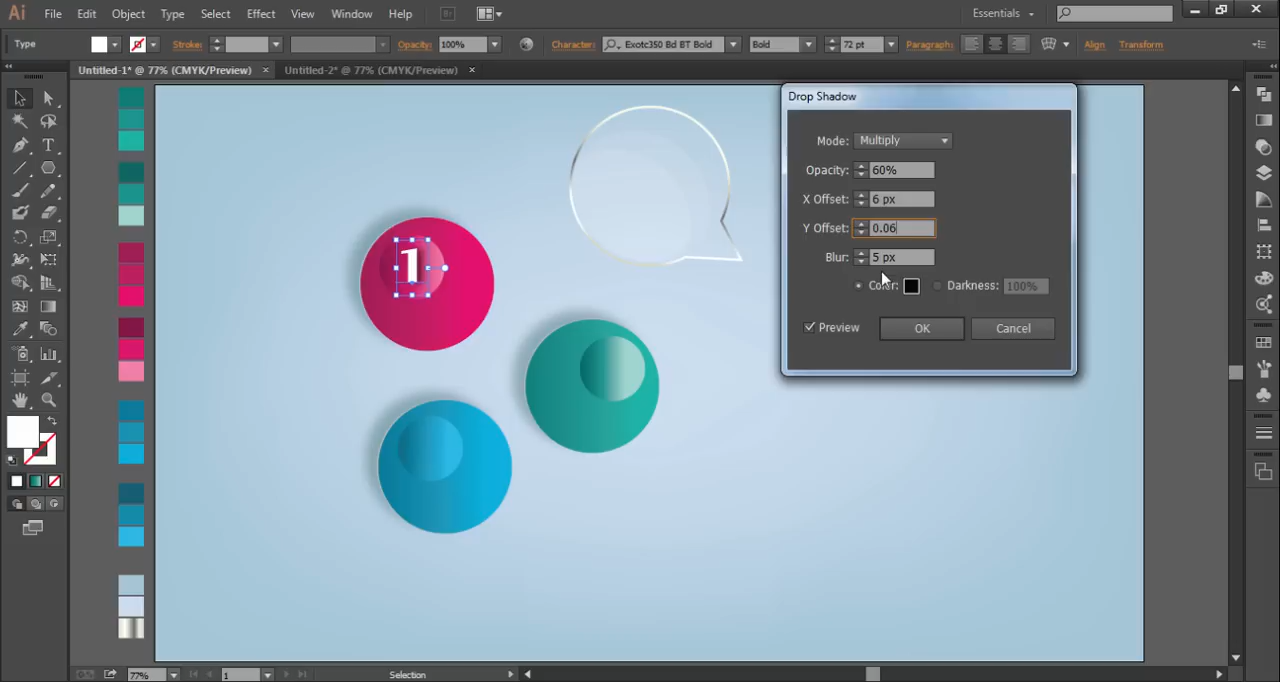 Ai File Edit Object Type Select Effect View Window Help Br Essentials
Type Stroke: Opacity: 100% Character: Exotc350 Bd BT Bold Bold 72 pt Paragraph: Align Transform
Untitled-1* @ 77% (CMYK/Preview) × Untitled-2* @ 77% (CMYK/Preview) ×
Drop Shadow
Mode: Multiply
Opacity: 60%
X Offset: 6 px
Y Offset: 0.06
Blur: 5 px
Color: Darkness: 100%
Preview OK Cancel
1
77% 1 Selection